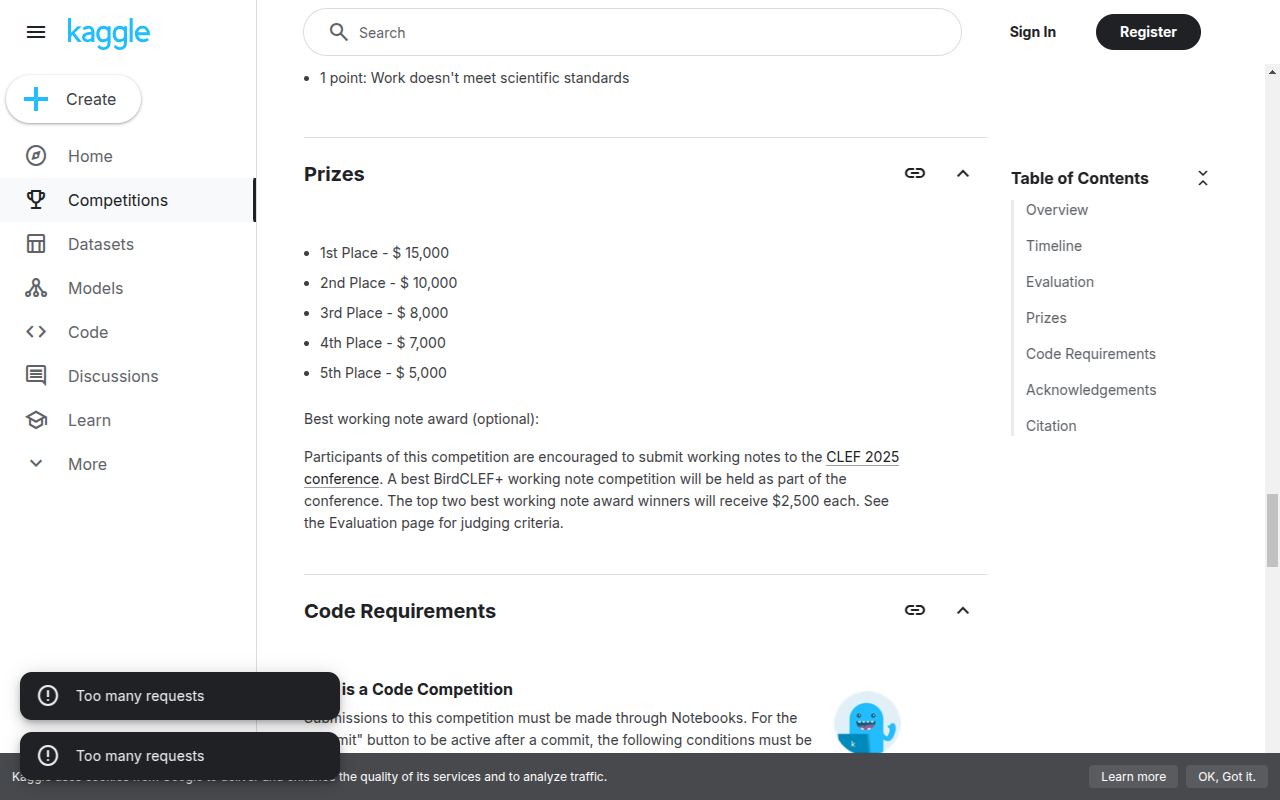 kaggle
Search
Sign In
Register
Create
Home
Competitions
Datasets
Models
Code
Discussions
Learn
More
1 point: Work doesn't meet scientific standards
Prizes
1st Place - $ 15,000
2nd Place - $ 10,000
3rd Place - $ 8,000
4th Place - $ 7,000
5th Place - $ 5,000
Best working note award (optional):
Participants of this competition are encouraged to submit working notes to the CLEF 2025
conference. A best BirdCLEF+ working note competition will be held as part of the
conference. The top two best working note award winners will receive $2,500 each. See
the Evaluation page for judging criteria.
Code Requirements
is a Code Competition
Submissions to this competition must be made through Notebooks. For the
mit" button to be active after a commit, the following conditions must be
Table of Contents
Overview
Timeline
Evaluation
Prizes
Code Requirements
Acknowledgements
Citation
Too many requests
Too many requests
the quality of its services and to analyze traffic.
Learn more
OK, Got it.